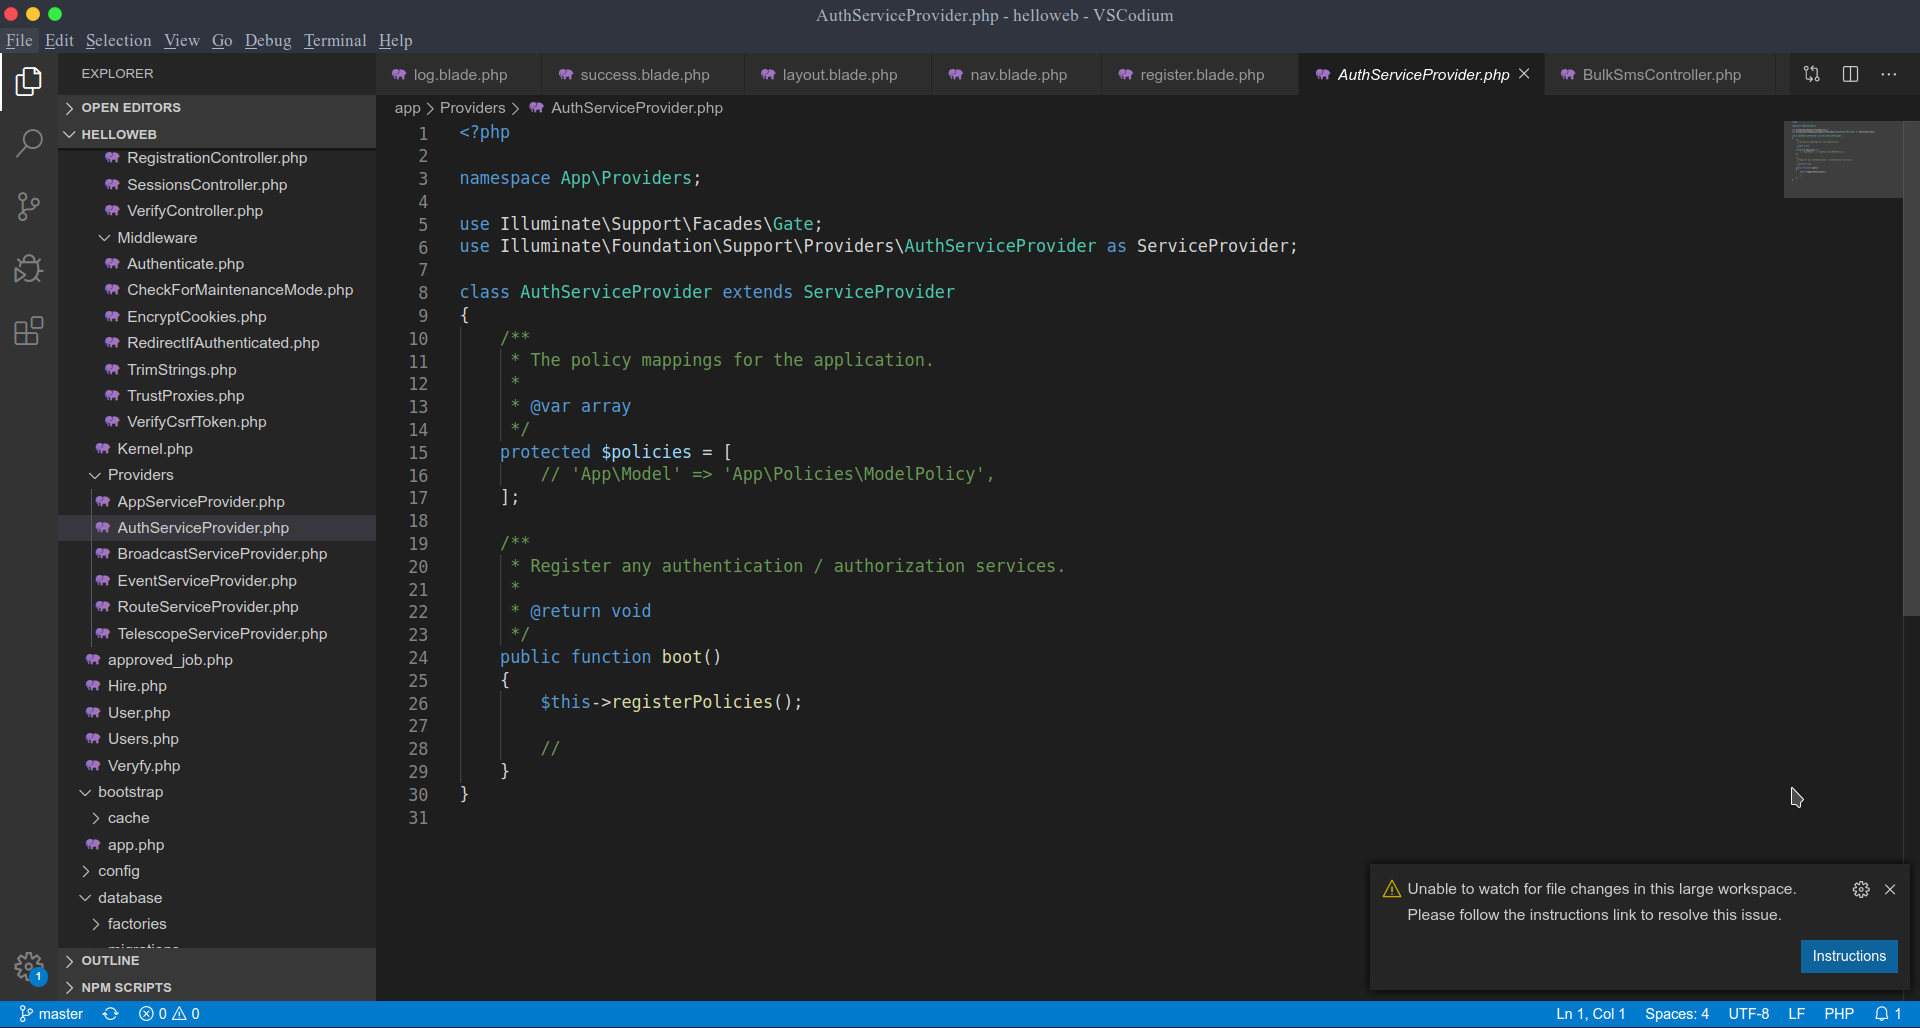 AuthServiceProvider.php - helloweb - VSCodium
File Edit Selection View Go Debug Terminal Help
EXPLORER
OPEN EDITORS
HELLOWEB
RegistrationController.php
SessionsController.php
VerifyController.php
Middleware
Authenticate.php
CheckForMaintenanceMode.php
EncryptCookies.php
RedirectIfAuthenticated.php
TrimStrings.php
TrustProxies.php
VerifyCsrfToken.php
Kernel.php
Providers
AppServiceProvider.php
AuthServiceProvider.php
BroadcastServiceProvider.php
EventServiceProvider.php
RouteServiceProvider.php
TelescopeServiceProvider.php
approved_job.php
Hire.php
User.php
Users.php
Veryfy.php
bootstrap
cache
app.php
config
database
factories
migrations
OUTLINE
NPM SCRIPTS
log.blade.php success.blade.php layout.blade.php nav.blade.php register.blade.php AuthServiceProvider.php BulkSmsController.php
app > Providers > AuthServiceProvider.php
1 <?php
2
3 namespace App\Providers;
4
5 use Illuminate\Support\Facades\Gate;
6 use Illuminate\Foundation\Support\Providers\AuthServiceProvider as ServiceProvider;
7
8 class AuthServiceProvider extends ServiceProvider
9 {
10 /**
11 * The policy mappings for the application.
12 *
13 * @var array
14 */
15 protected $policies = [
16 // 'App\Model' => 'App\Policies\ModelPolicy',
17 ];
18
19 /**
20 * Register any authentication / authorization services.
21 *
22 * @return void
23 */
24 public function boot()
25 {
26 $this->registerPolicies();
27
28 //
29 }
30 }
31
Unable to watch for file changes in this large workspace.
Please follow the instructions link to resolve this issue.
Instructions
1
master 0 0 Ln 1, Col 1 Spaces: 4 UTF-8 LF PHP 1